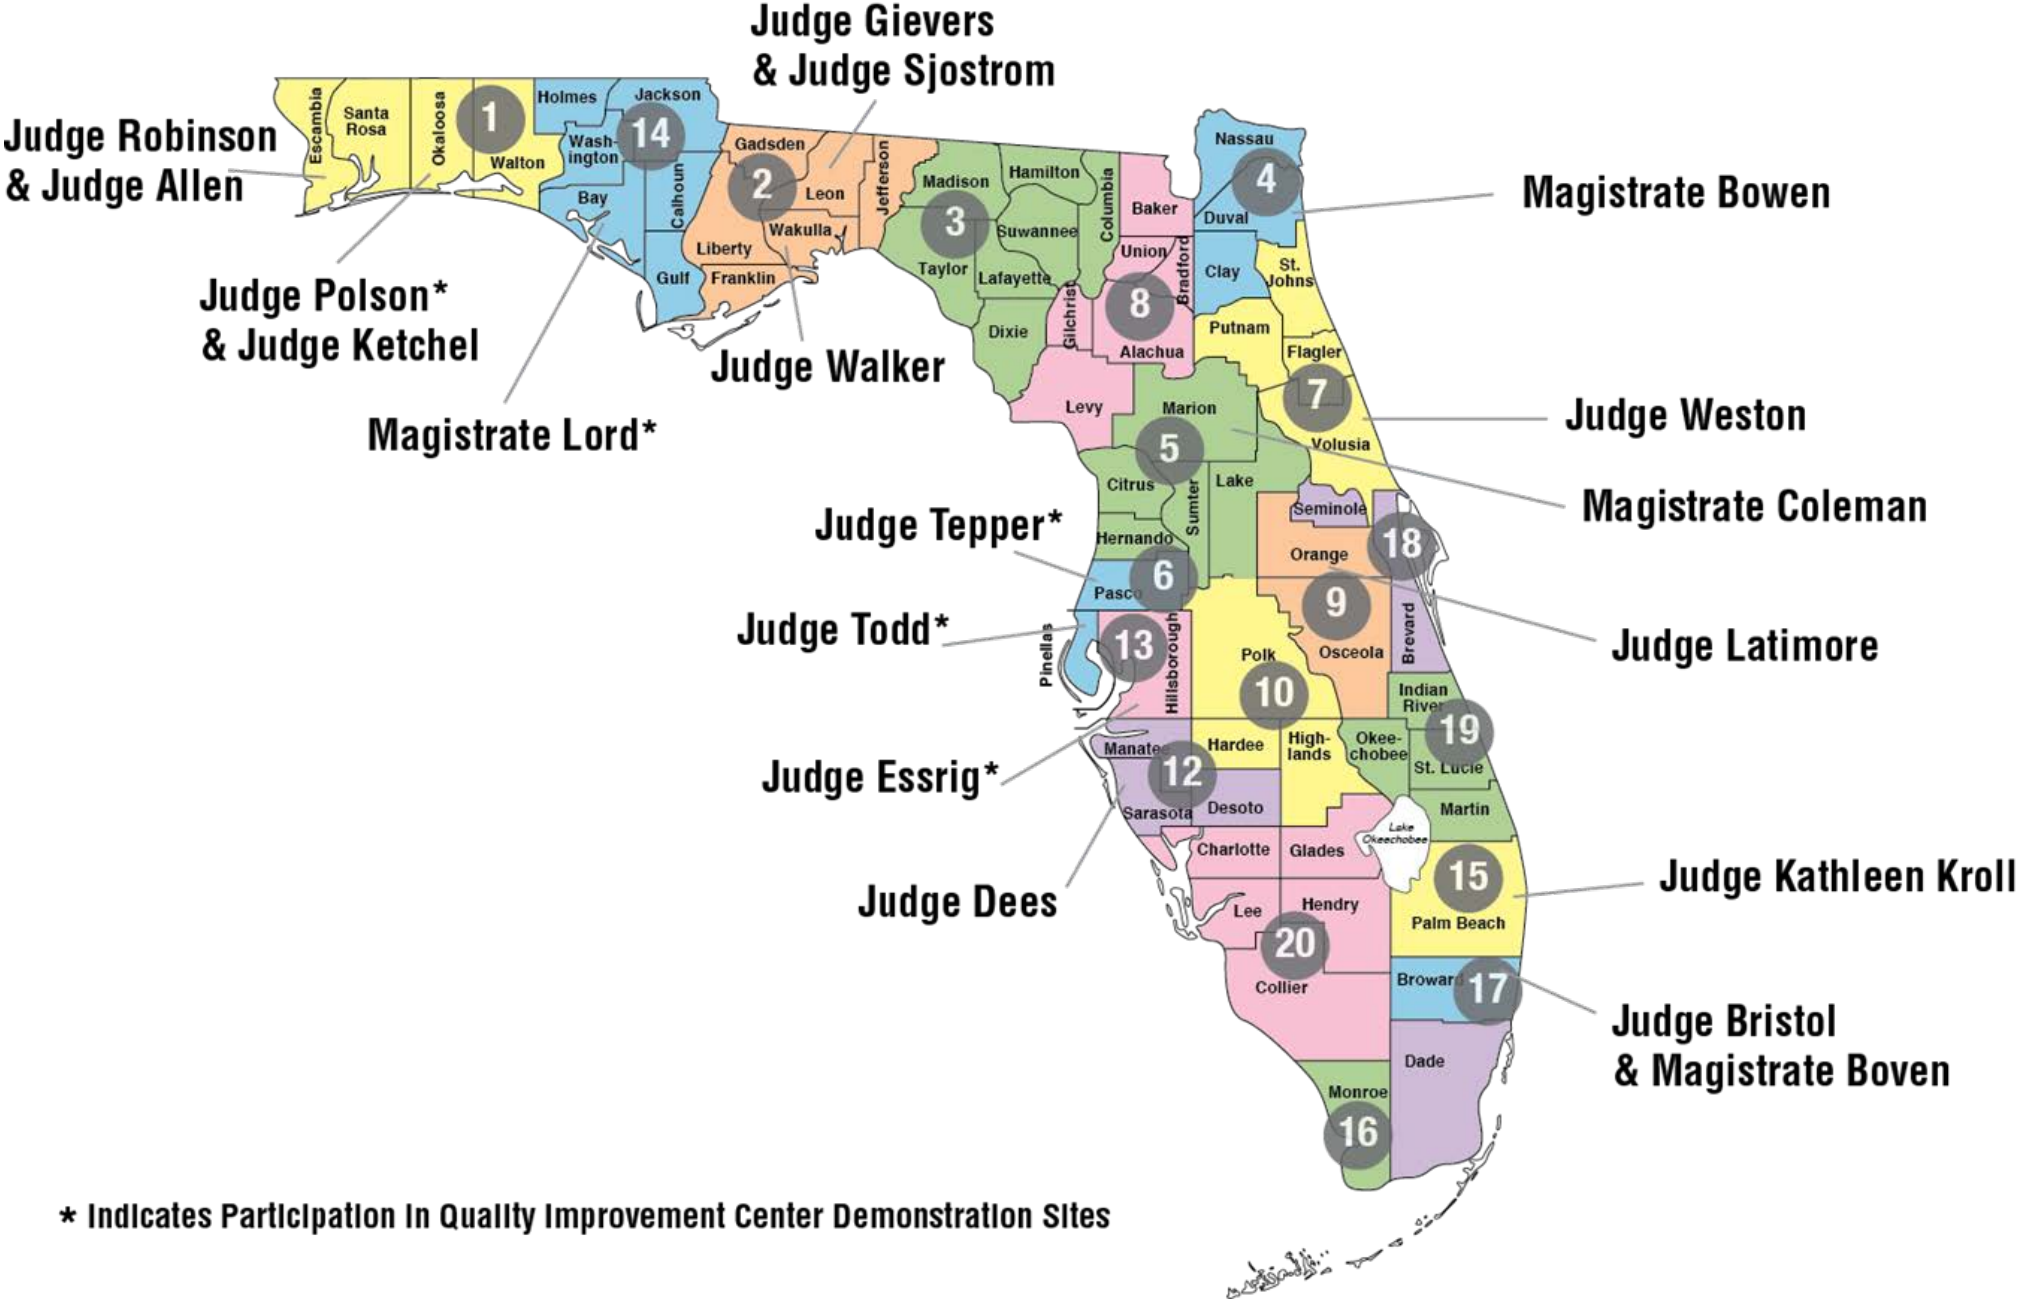 Judge Gievers
& Judge Sjostrom
Judge Robinson
& Judge Allen
Judge Polson*
& Judge Ketchel
Magistrate Lord*
Judge Walker
Magistrate Bowen
Judge Weston
Magistrate Coleman
Judge Tepper*
Judge Todd*
Judge Latimore
Judge Essrig*
Judge Dees
Judge Kathleen Kroll
Judge Bristol
& Magistrate Boven
Escambia
Santa
Rosa
Okaloosa
1
Walton
Holmes
Jackson
14
Wash-
ington
Bay
Calhoun
Gulf
Gadsden
2
Leon
Jefferson
Wakulla
Liberty
Franklin
Madison
Hamilton
3
Suwannee
Columbia
Taylor
Lafayette
Dixie
Baker
Union
Bradford
8
Gilchrist
Alachua
Levy
Nassau
4
Duval
Clay
St.
Johns
Putnam
Flagler
7
Volusia
Marion
5
Citrus
Sumter
Lake
Hernando
Seminole
18
Orange
9
Osceola
Brevard
6
Pasco
Pinellas
13
Hillsborough
Polk
10
Hardee
High-
lands
Manatee
12
Sarasota
Desoto
Indian
River
19
Okee-
chobee
St. Lucie
Martin
Lake
Okeechobee
Charlotte
Glades
Lee
Hendry
20
Collier
15
Palm Beach
Broward
17
Dade
Monroe
16
* Indicates Participation in Quality Improvement Center Demonstration Sites